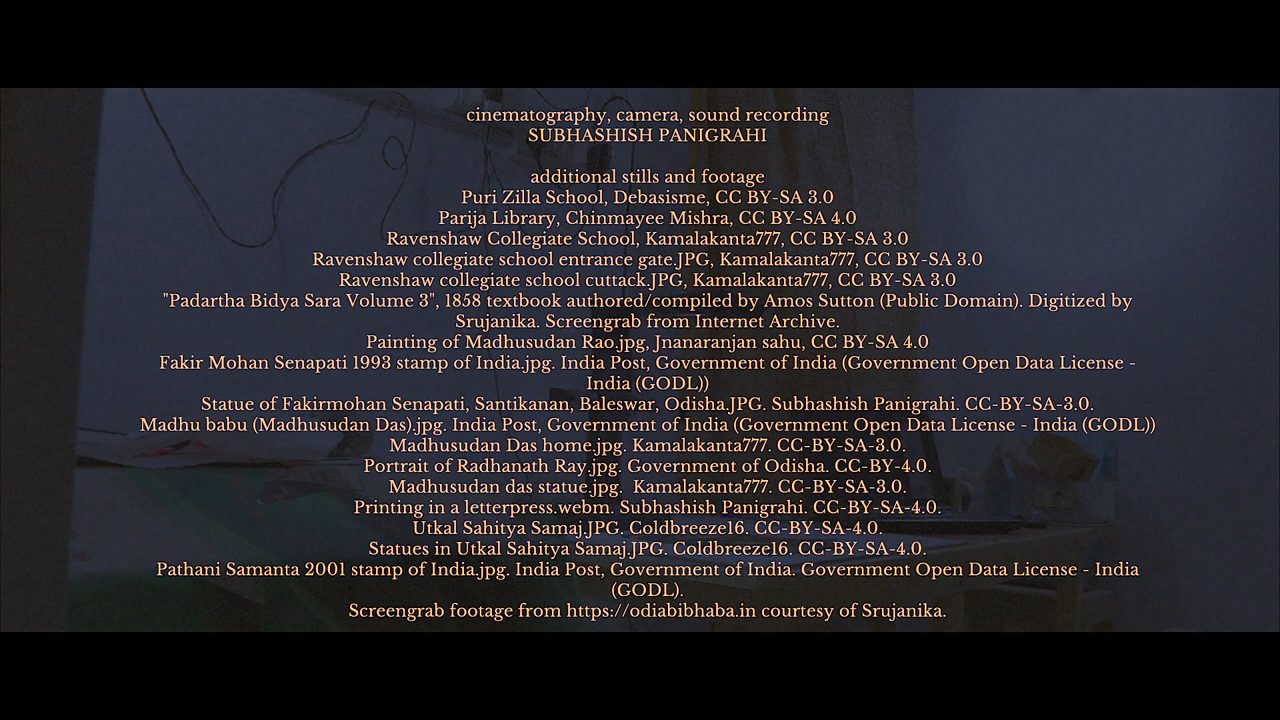 cinematography, camera, sound recording
SUBHASHISH PANIGRAHI
additional stills and footage
Puri Zilla School, Debasisme, CC BY-SA 3.0
Parija Library, Chinmayee Mishra, CC BY-SA 4.0
Ravenshaw Collegiate School, Kamalakanta777, CC BY-SA 3.0
Ravenshaw collegiate school entrance gate.JPG, Kamalakanta777, CC BY-SA 3.0
Ravenshaw collegiate school cuttack.JPG, Kamalakanta777, CC BY-SA 3.0
"Padartha Bidya Sara Volume 3", 1858 textbook authored/compiled by Amos Sutton (Public Domain). Digitized by
Srujanika. Screengrab from Internet Archive.
Painting of Madhusudan Rao.jpg, Jnanaranjan sahu, CC BY-SA 4.0
Fakir Mohan Senapati 1993 stamp of India.jpg. India Post, Government of India (Government Open Data License -
India (GODL))
Statue of Fakirmohan Senapati, Santikanan, Baleswar, Odisha.JPG. Subhashish Panigrahi. CC-BY-SA-3.0.
Madhu babu (Madhusudan Das).jpg. India Post, Government of India (Government Open Data License - India (GODL))
Madhusudan Das home.jpg. Kamalakanta777. CC-BY-SA-3.0.
Portrait of Radhanath Ray.jpg. Government of Odisha. CC-BY-4.0.
Madhusudan das statue.jpg.  Kamalakanta777. CC-BY-SA-3.0.
Printing in a letterpress.webm. Subhashish Panigrahi. CC-BY-SA-4.0.
Utkal Sahitya Samaj.JPG. Coldbreeze16. CC-BY-SA-4.0.
Statues in Utkal Sahitya Samaj.JPG. Coldbreeze16. CC-BY-SA-4.0.
Pathani Samanta 2001 stamp of India.jpg. India Post, Government of India. Government Open Data License - India
(GODL).
Screengrab footage from https://odiabibhaba.in courtesy of Srujanika.